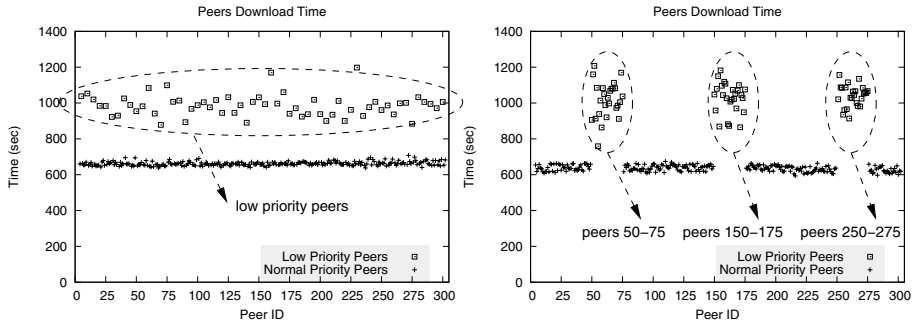 Peers Download Time
1400
1200
1000
800
600
400
200
0
Time (sec)
low priority peers
Low Priority Peers
Normal Priority Peers
0 25 50 75 100 125 150 175 200 225 250 275 300
Peer ID
Peers Download Time
1400
1200
1000
800
600
400
200
0
Time (sec)
peers 50–75 peers 150–175 peers 250–275
Low Priority Peers
Normal Priority Peers
0 25 50 75 100 125 150 175 200 225 250 275 300
Peer ID